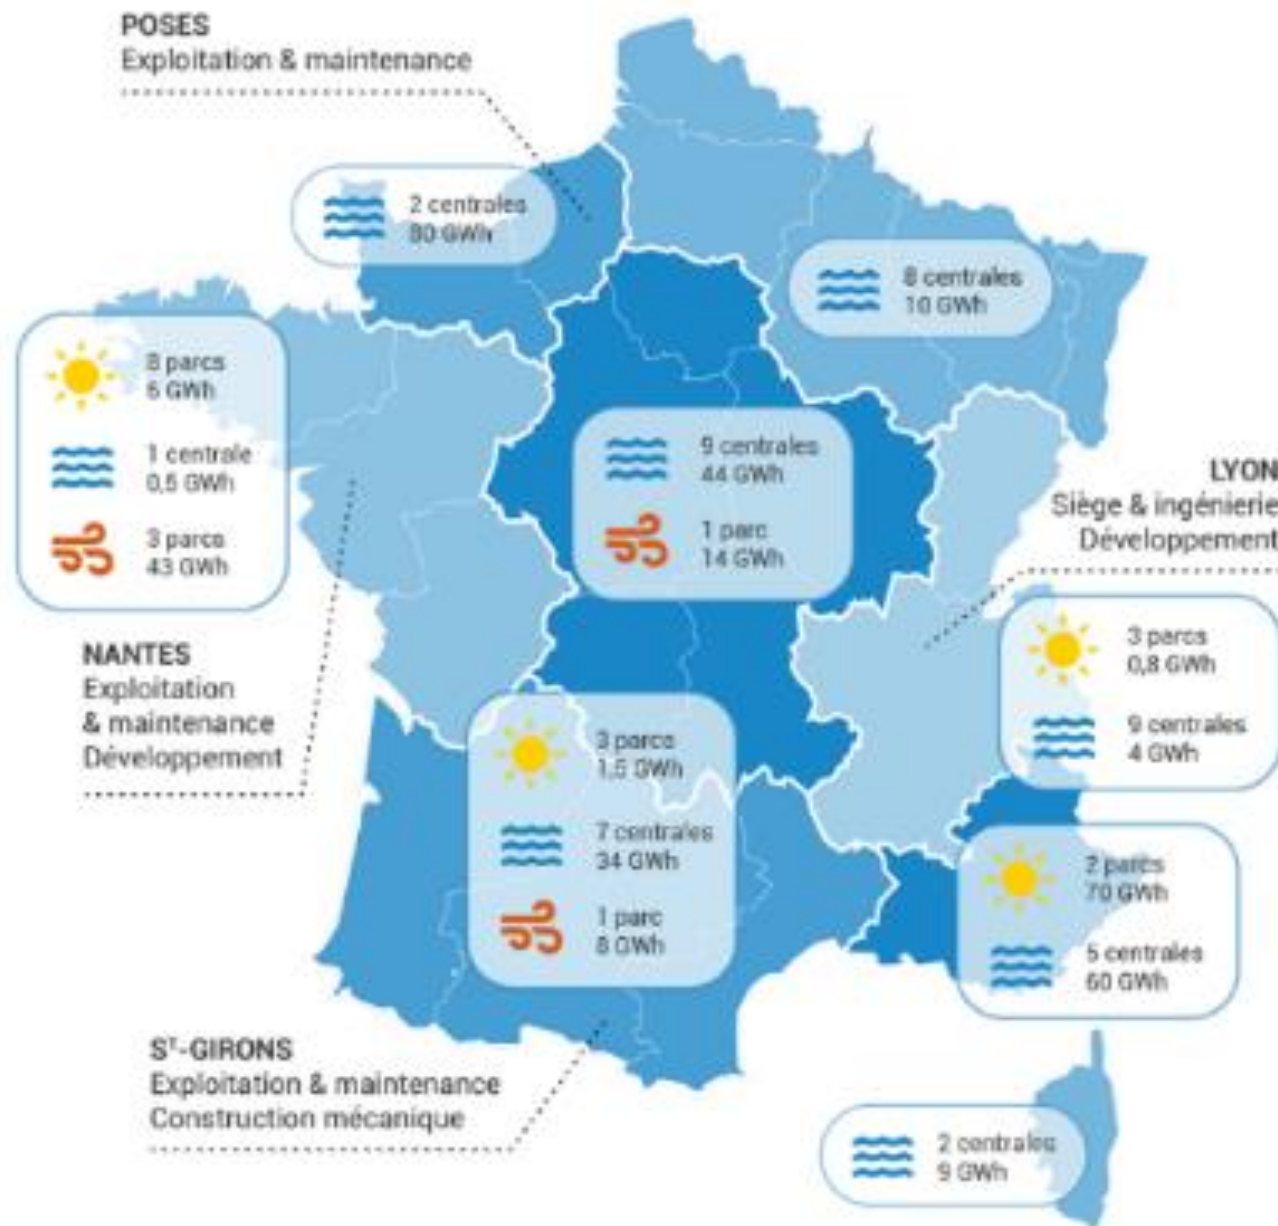 POSES
Exploitation & maintenance
2 centrales
80 GWh
8 centrales
10 GWh
8 parcs
6 GWh
1 centrale
0,5 GWh
3 parcs
43 GWh
9 centrales
44 GWh
1 parc
14 GWh
LYON
Siège & ingénierie
Développement
3 parcs
0,8 GWh
9 centrales
4 GWh
NANTES
Exploitation
& maintenance
Développement
3 parcs
1,5 GWh
7 centrales
34 GWh
1 parc
8 GWh
2 parcs
70 GWh
5 centrales
60 GWh
Sᵀ-GIRONS
Exploitation & maintenance
Construction mécanique
2 centrales
9 GWh